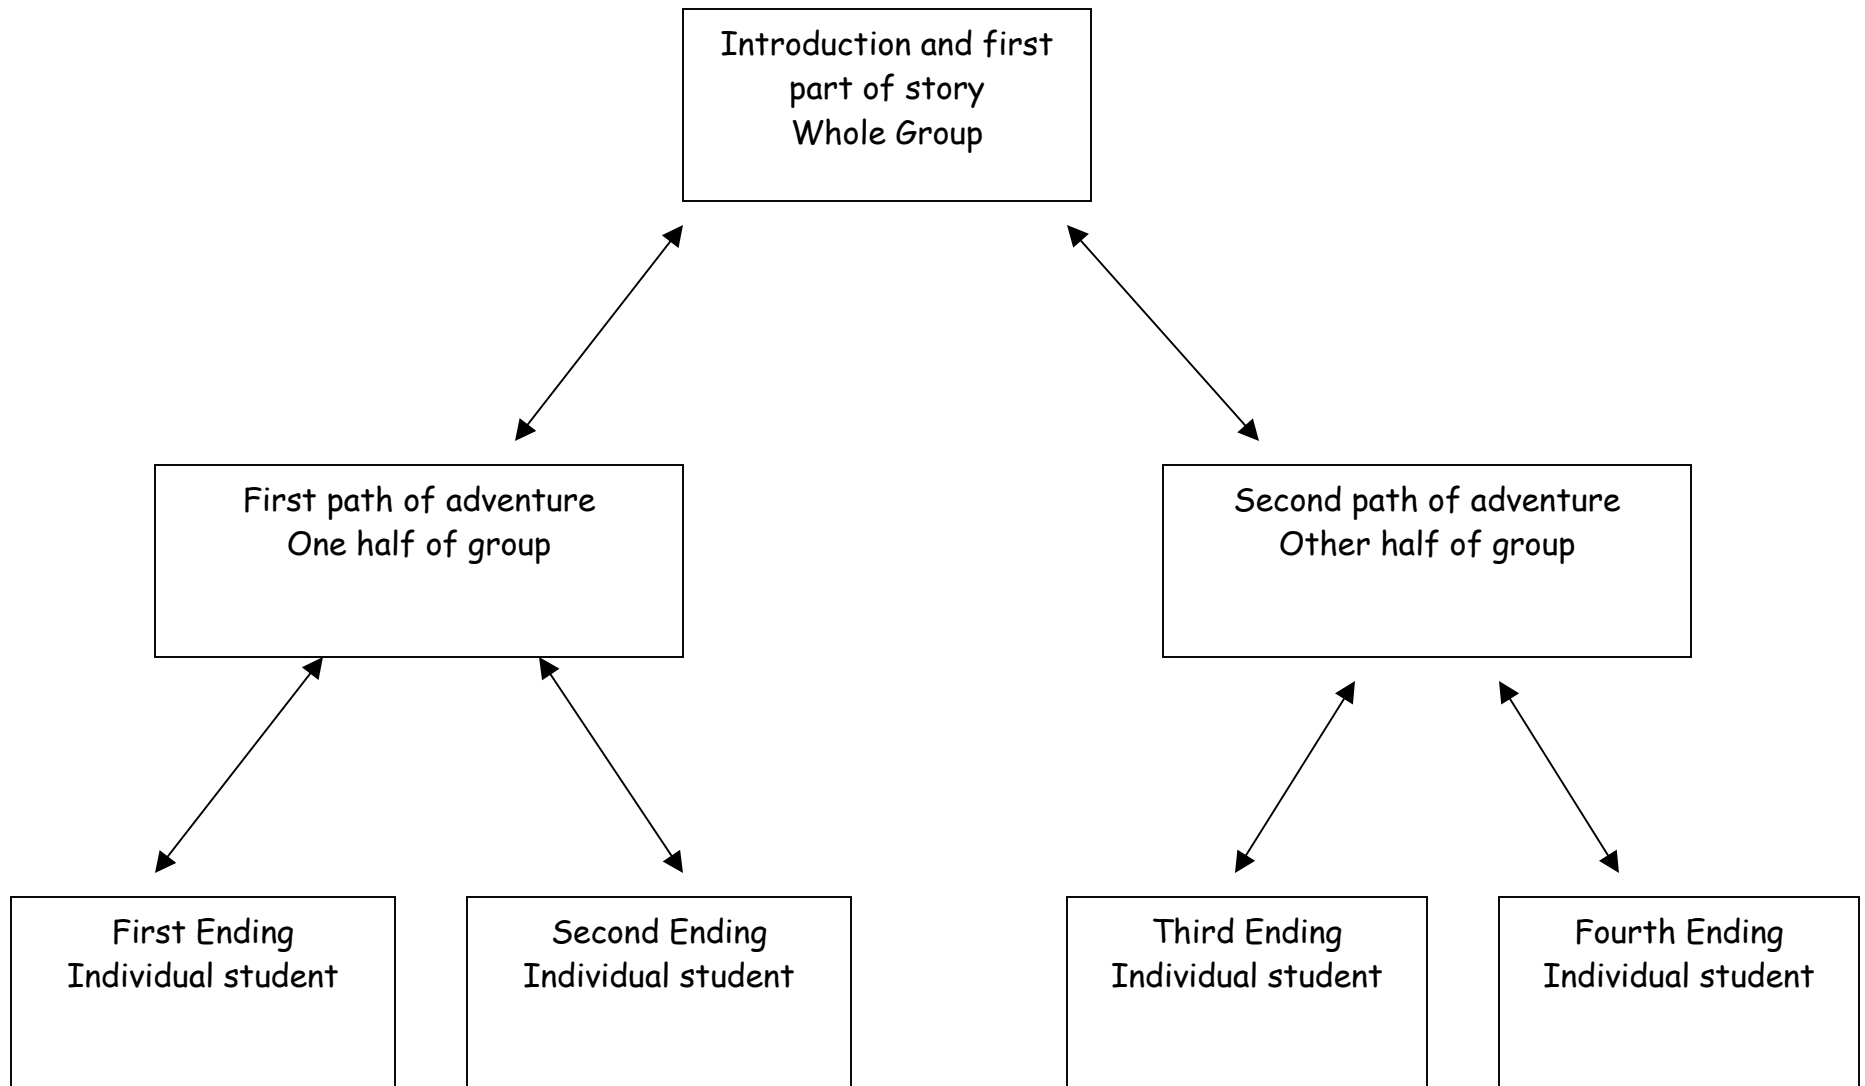 Introduction and first
part of story
Whole Group
First path of adventure
One half of group
Second path of adventure
Other half of group
First Ending
Individual student
Second Ending
Individual student
Third Ending
Individual student
Fourth Ending
Individual student